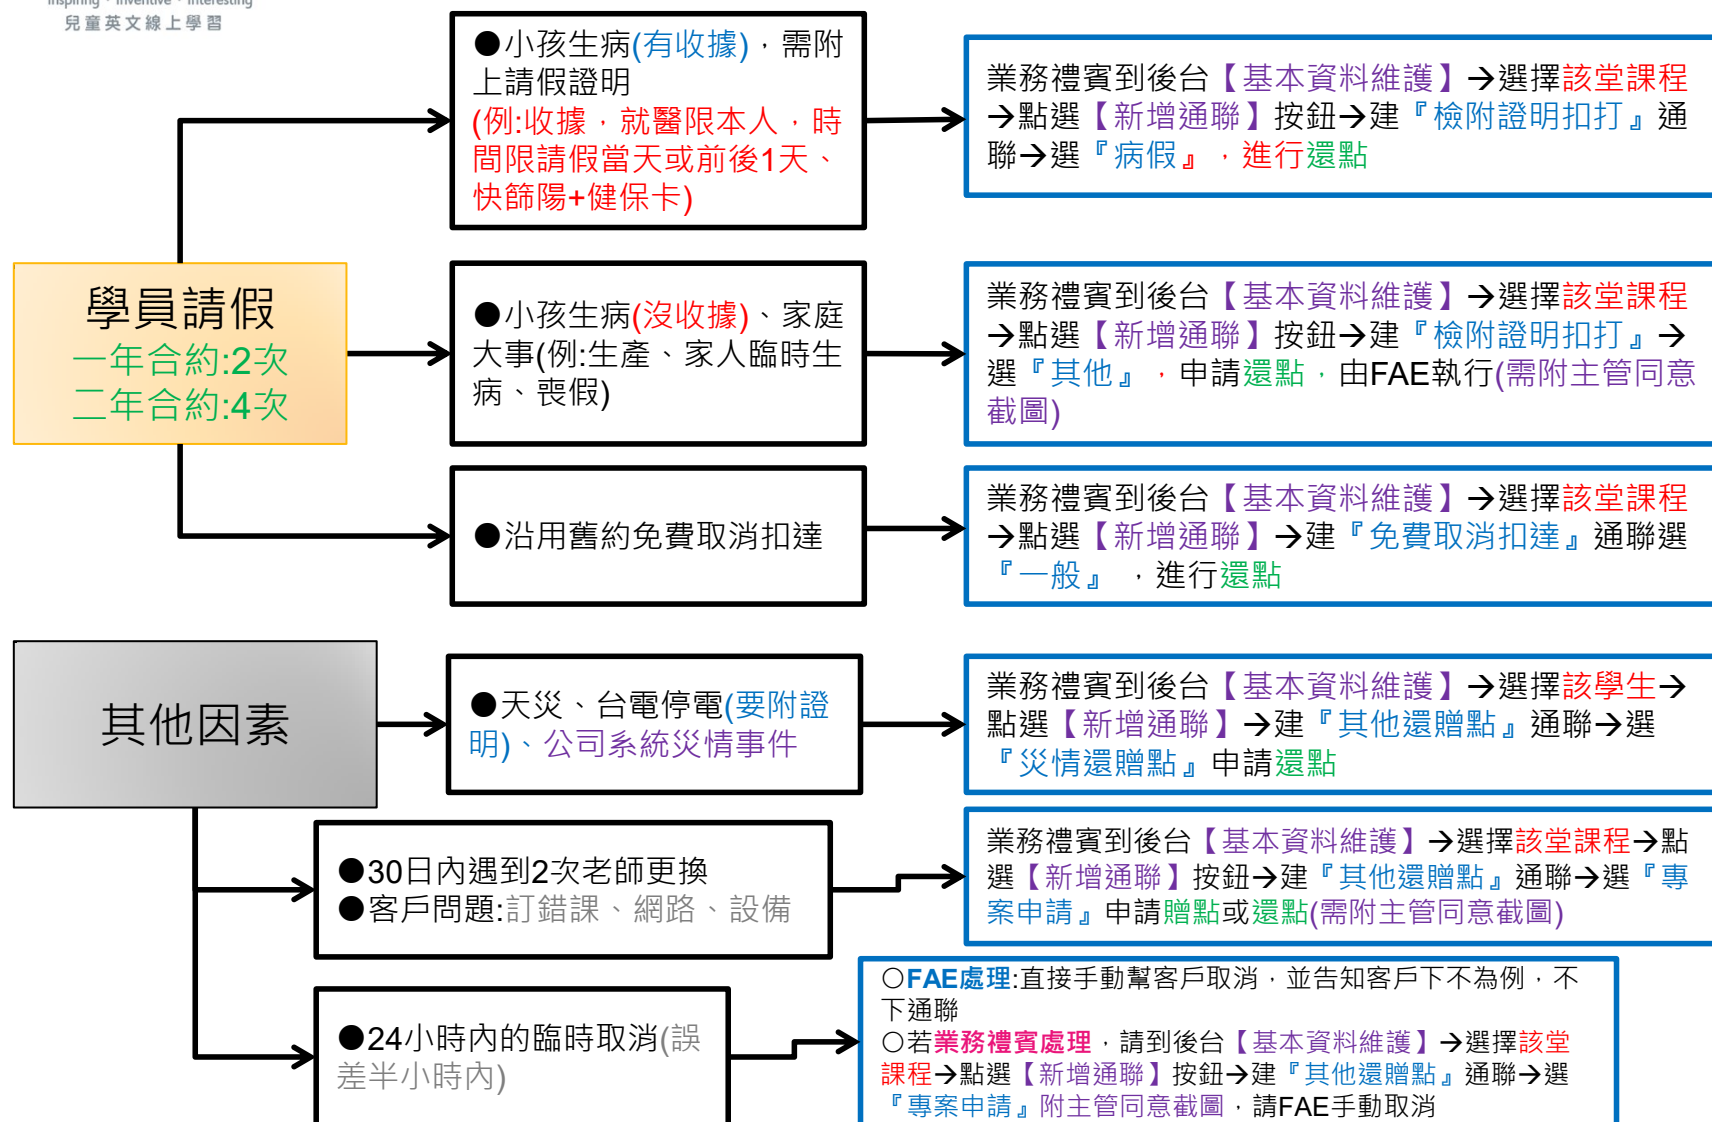 Inspiring・Inventive・Interesting
兒童英文線上學習
●小孩生病(有收據)，需附
上請假證明
(例:收據，就醫限本人，時
間限請假當天或前後1天、
快篩陽+健保卡)
業務禮賓到後台【基本資料維護】→選擇該堂課程
→點選【新增通聯】按鈕→建『檢附證明扣打』通
聯→選『病假』，進行還點
學員請假
一年合約:2次
二年合約:4次
●小孩生病(沒收據)、家庭
大事(例:生產、家人臨時生
病、喪假)
業務禮賓到後台【基本資料維護】→選擇該堂課程
→點選【新增通聯】按鈕→建『檢附證明扣打』→
選『其他』，申請還點，由FAE執行(需附主管同意
截圖)
●沿用舊約免費取消扣達
業務禮賓到後台【基本資料維護】→選擇該堂課程
→點選【新增通聯】→建『免費取消扣達』通聯選
『一般』，進行還點
其他因素
●天災、台電停電(要附證
明)、公司系統災情事件
業務禮賓到後台【基本資料維護】→選擇該學生→
點選【新增通聯】→建『其他還贈點』通聯→選
『災情還贈點』申請還點
●30日內遇到2次老師更換
●客戶問題:訂錯課、網路、設備
業務禮賓到後台【基本資料維護】→選擇該堂課程→點
選【新增通聯】按鈕→建『其他還贈點』通聯→選『專
案申請』申請贈點或還點(需附主管同意截圖)
●24小時內的臨時取消(誤
差半小時內)
○FAE處理:直接手動幫客戶取消，並告知客戶下不為例，不
下通聯
○若業務禮賓處理，請到後台【基本資料維護】→選擇該堂
課程→點選【新增通聯】按鈕→建『其他還贈點』通聯→選
『專案申請』附主管同意截圖，請FAE手動取消